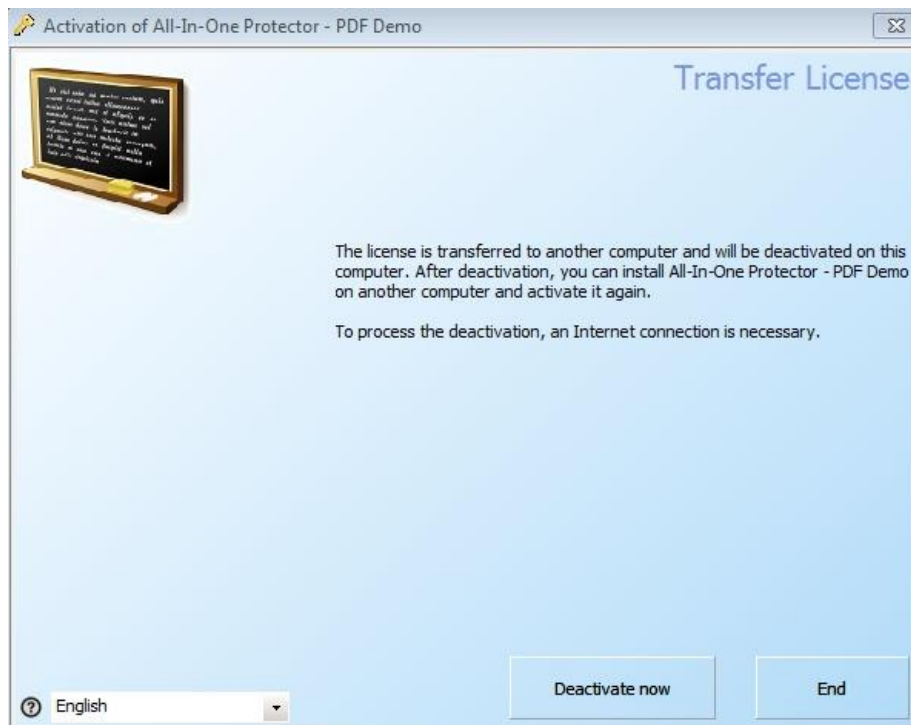 Activation of All-In-One Protector - PDF Demo
Transfer License
The license is transferred to another computer and will be deactivated on this
computer. After deactivation, you can install All-In-One Protector - PDF Demo
on another computer and activate it again.
To process the deactivation, an Internet connection is necessary.
Deactivate now
End
English